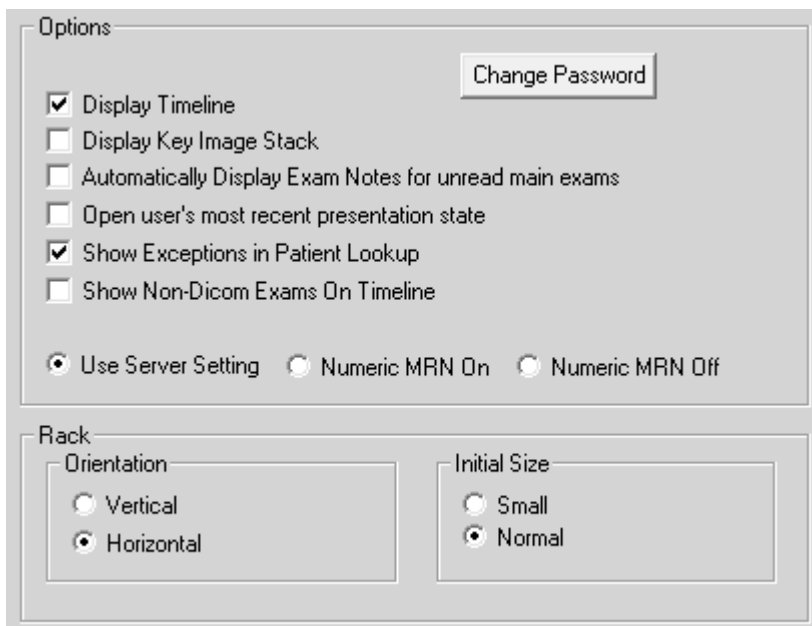 Options
Change Password
Display Timeline
Display Key Image Stack
Automatically Display Exam Notes for unread main exams
Open user's most recent presentation state
Show Exceptions in Patient Lookup
Show Non-Dicom Exams On Timeline
Use Server Setting Numeric MRN On Numeric MRN Off
Rack
Orientation
Vertical
Horizontal
Initial Size
Small
Normal